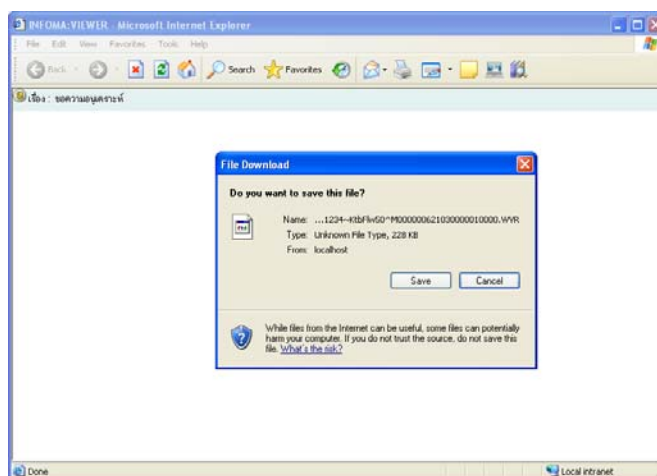 INFOMA:VIEWER - Microsoft Internet Explorer
File Edit View Favorites Tools Help
Back Search Favorites
เรื่อง : ขอความอนุเคราะห์
File Download
Do you want to save this file?
Name: ...1234~KtbFlwS0^M000000621030000010000.WVR
Type: Unknown File Type, 228 KB
From: localhost
Save Cancel
While files from the Internet can be useful, some files can potentially
harm your computer. If you do not trust the source, do not save this
file. What's the risk?
Done Local intranet